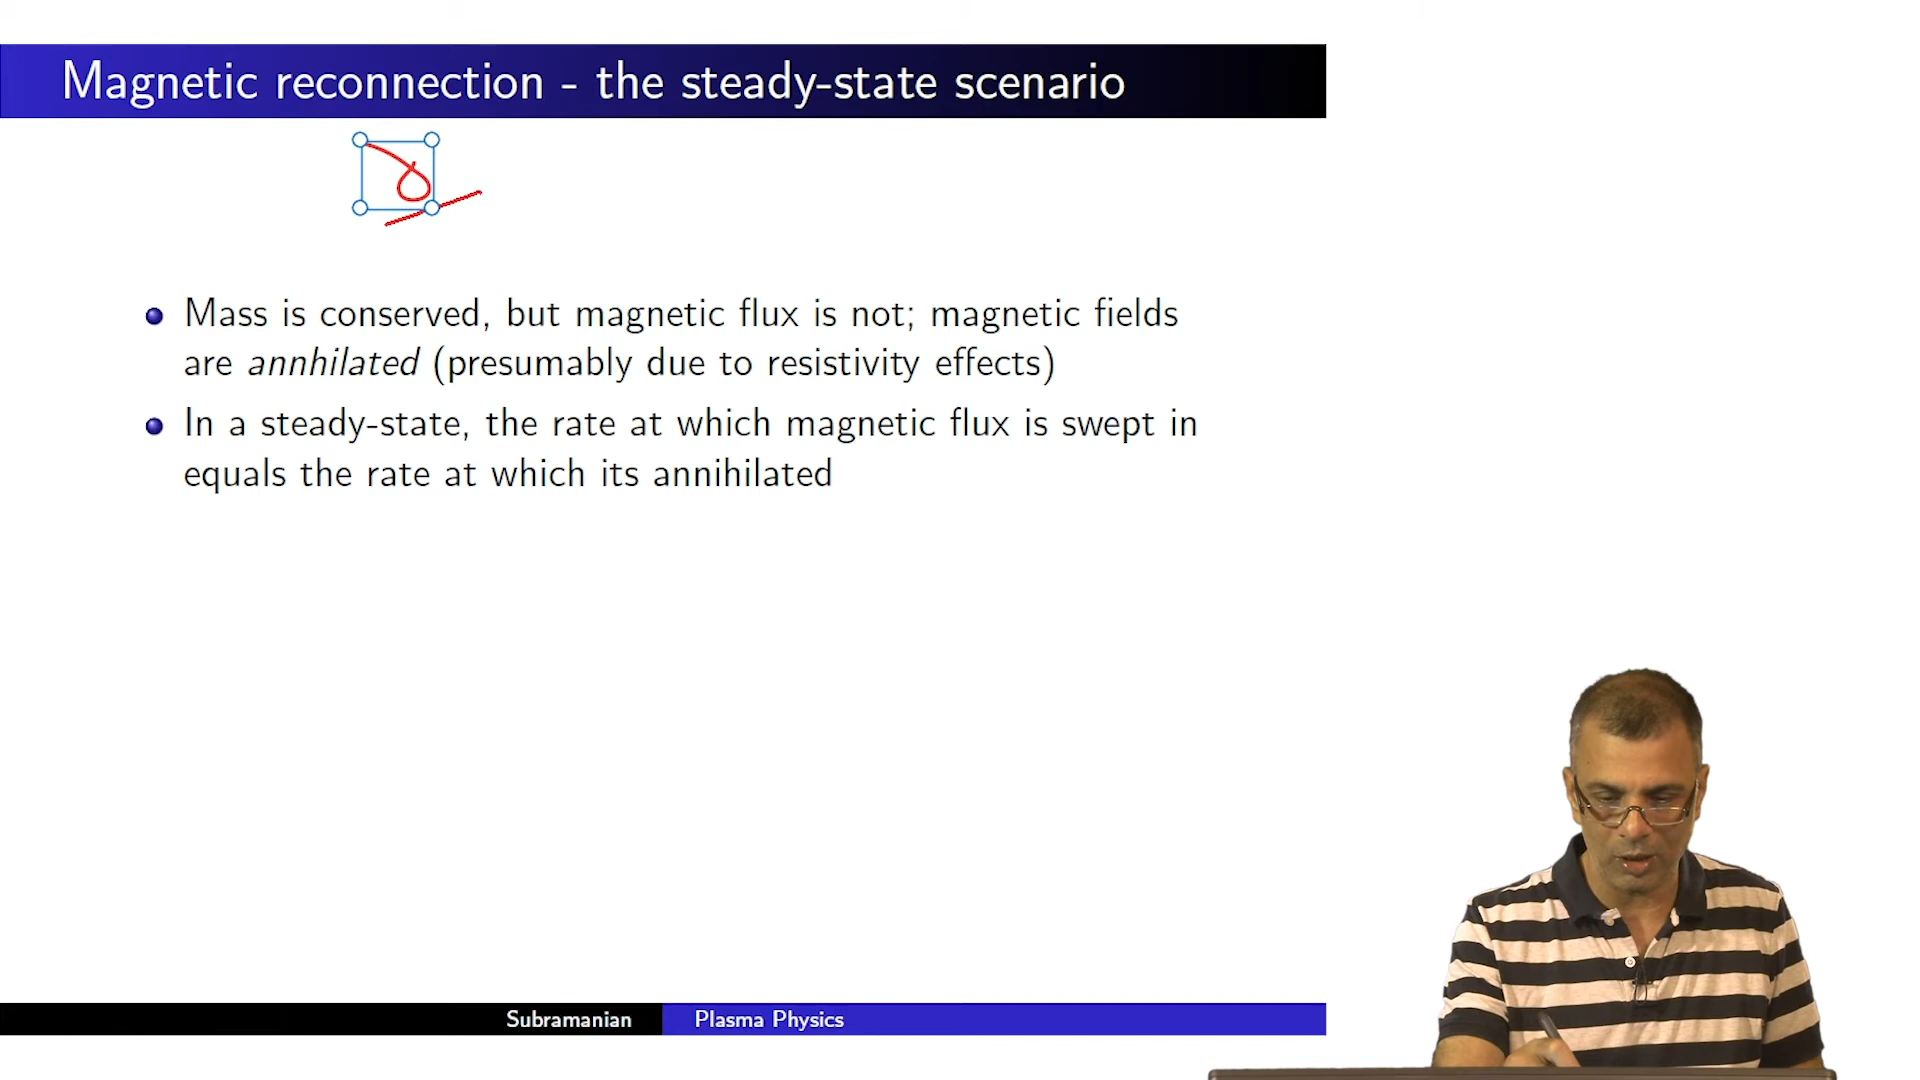 Magnetic reconnection - the steady-state scenario
Mass is conserved, but magnetic flux is not; magnetic fields
are annhilated (presumably due to resistivity effects)
In a steady-state, the rate at which magnetic flux is swept in
equals the rate at which its annihilated
Subramanian Plasma Physics